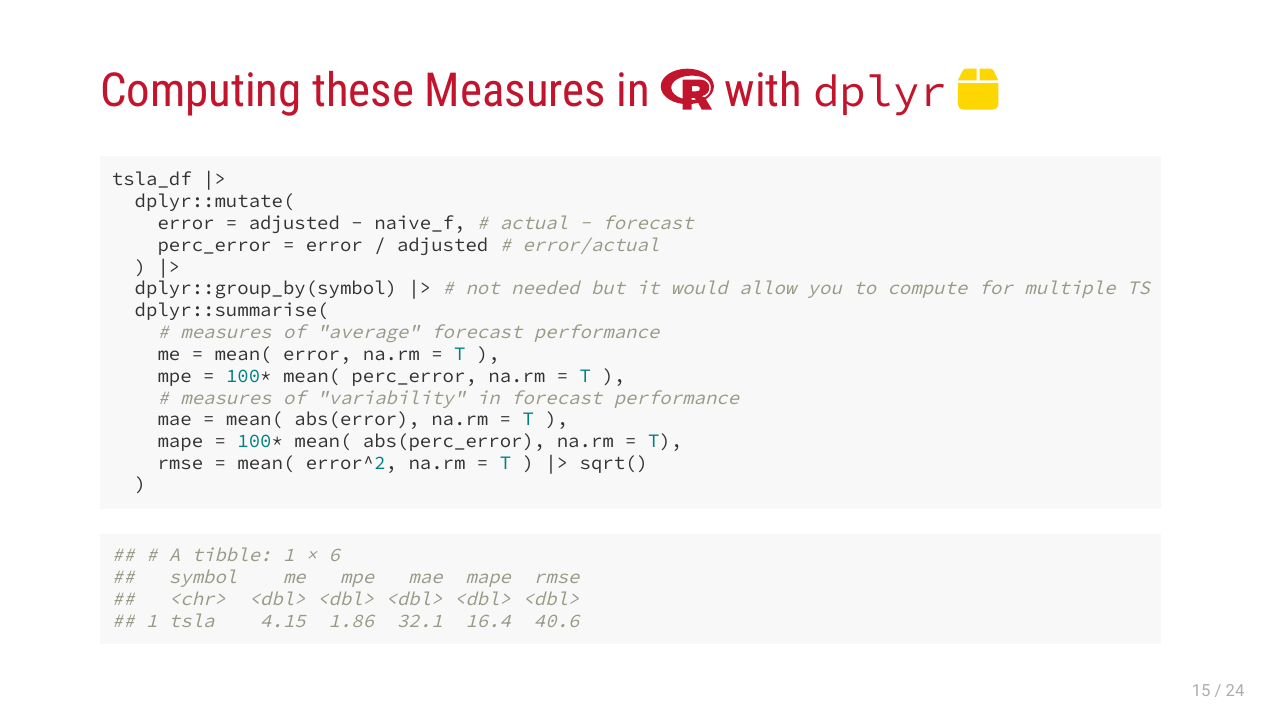 Computing these Measures in R with dplyr
tsla_df |>
  dplyr::mutate(
    error = adjusted - naive_f, # actual - forecast
    perc_error = error / adjusted # error/actual
  ) |>
  dplyr::group_by(symbol) |> # not needed but it would allow you to compute for multiple TS
  dplyr::summarise(
    # measures of "average" forecast performance
    me = mean( error, na.rm = T ),
    mpe = 100* mean( perc_error, na.rm = T ),
    # measures of "variability" in forecast performance
    mae = mean( abs(error), na.rm = T ),
    mape = 100* mean( abs(perc_error), na.rm = T),
    rmse = mean( error^2, na.rm = T ) |> sqrt()
  )
## # A tibble: 1 × 6
##   symbol    me   mpe   mae  mape  rmse
##   <chr>  <dbl> <dbl> <dbl> <dbl> <dbl>
## 1 tsla    4.15  1.86  32.1  16.4  40.6
15 / 24